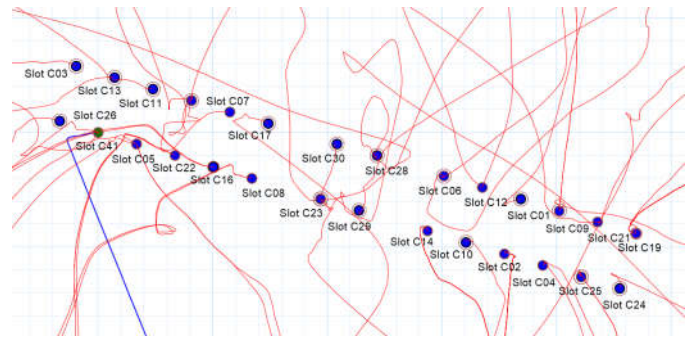 Slot C03
Slot C13
Slot C11
Slot C07
Slot C26
Slot C17
Slot C41
Slot C05
Slot C22
Slot C16
Slot C08
Slot C30
Slot C28
Slot C23
Slot C29
Slot C06
Slot C12
Slot C01
Slot C09
Slot C21
Slot C19
Slot C14
Slot C10
Slot C02
Slot C04
Slot C25
Slot C24